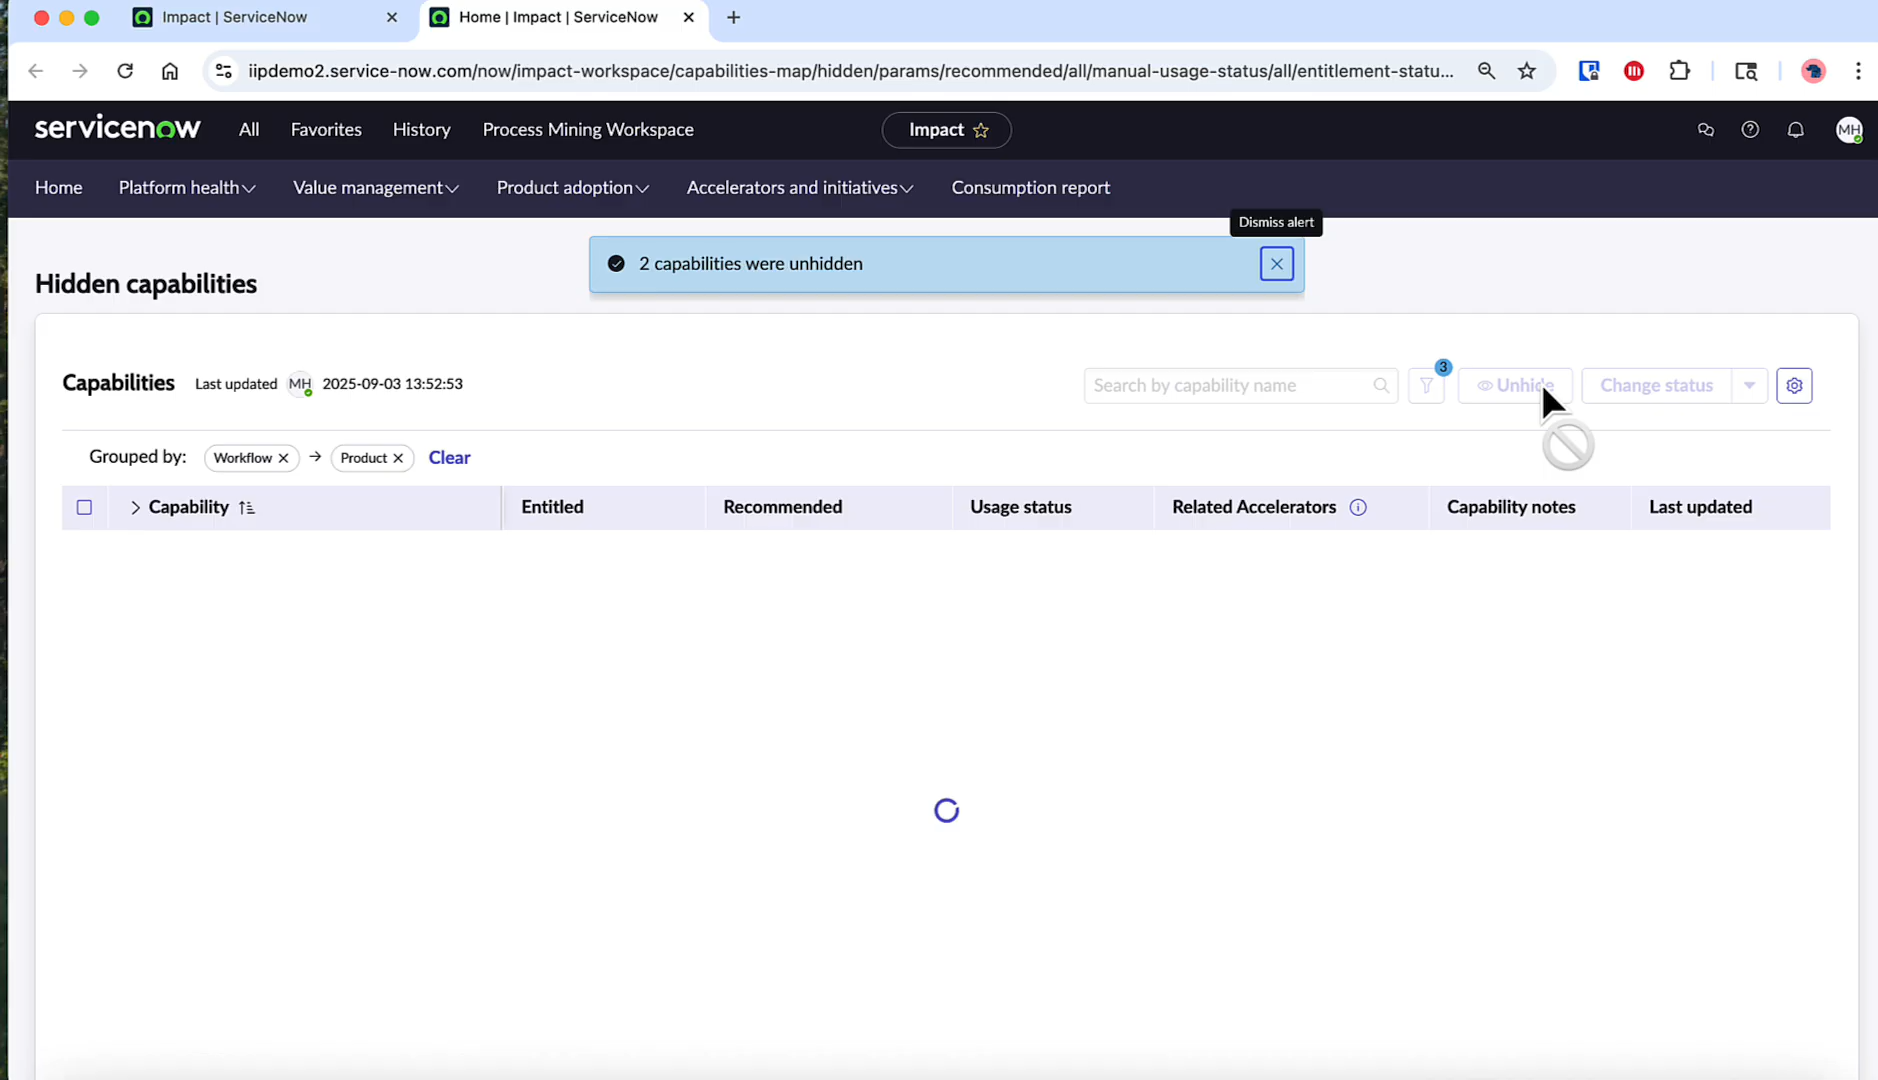 Impact | ServiceNow
Home | Impact | ServiceNow
iipdemo2.service-now.com/now/impact-workspace/capabilities-map/hidden/params/recommended/all/manual-usage-status/all/entitlement-statu...
servicenow All Favorites History Process Mining Workspace Impact MH
Home Platform health Value management Product adoption Accelerators and initiatives Consumption report
Dismiss alert
2 capabilities were unhidden
Hidden capabilities
Capabilities Last updated MH 2025-09-03 13:52:53 Search by capability name 3 Unhide Change status
Grouped by: Workflow → Product Clear
Capability Entitled Recommended Usage status Related Accelerators Capability notes Last updated